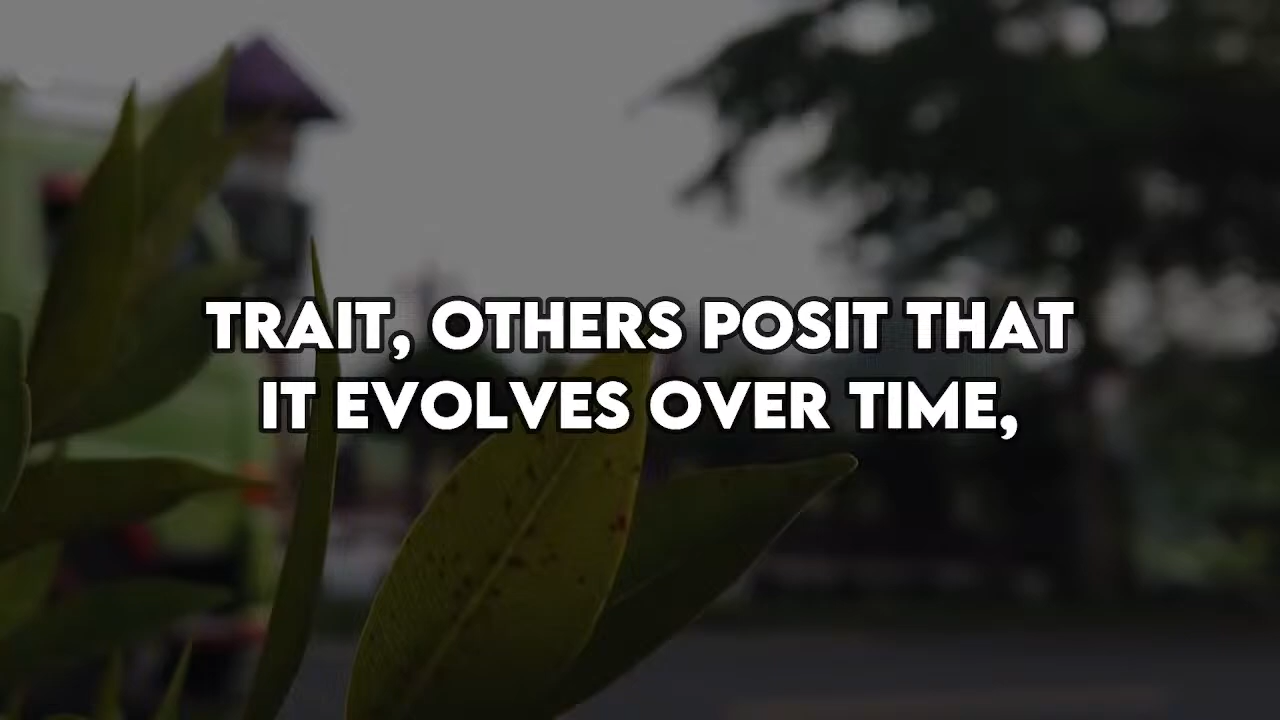 TRAIT, OTHERS POSIT THAT
IT EVOLVES OVER TIME,